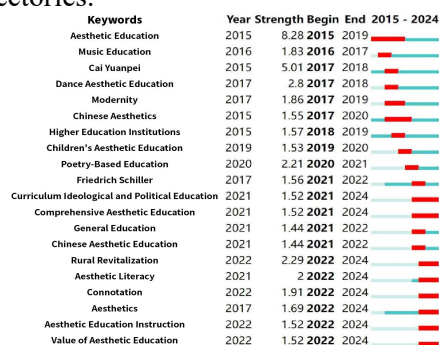 ectories.
Keywords Year Strength Begin End 2015 - 2024
Aesthetic Education 2015 8.28 2015 2019
Music Education 2016 1.83 2016 2017
Cai Yuanpei 2015 5.01 2017 2018
Dance Aesthetic Education 2017 2.8 2017 2018
Modernity 2017 1.86 2017 2019
Chinese Aesthetics 2015 1.55 2017 2020
Higher Education Institutions 2015 1.57 2018 2019
Children's Aesthetic Education 2019 1.53 2019 2020
Poetry-Based Education 2020 2.21 2020 2021
Friedrich Schiller 2017 1.56 2021 2022
Curriculum Ideological and Political Education 2021 1.52 2021 2024
Comprehensive Aesthetic Education 2021 1.52 2021 2024
General Education 2021 1.44 2021 2022
Chinese Aesthetic Education 2021 1.44 2021 2022
Rural Revitalization 2022 2.29 2022 2024
Aesthetic Literacy 2021 2 2022 2024
Connotation 2022 1.91 2022 2024
Aesthetics 2017 1.69 2022 2024
Aesthetic Education Instruction 2022 1.52 2022 2024
Value of Aesthetic Education 2022 1.52 2022 2024